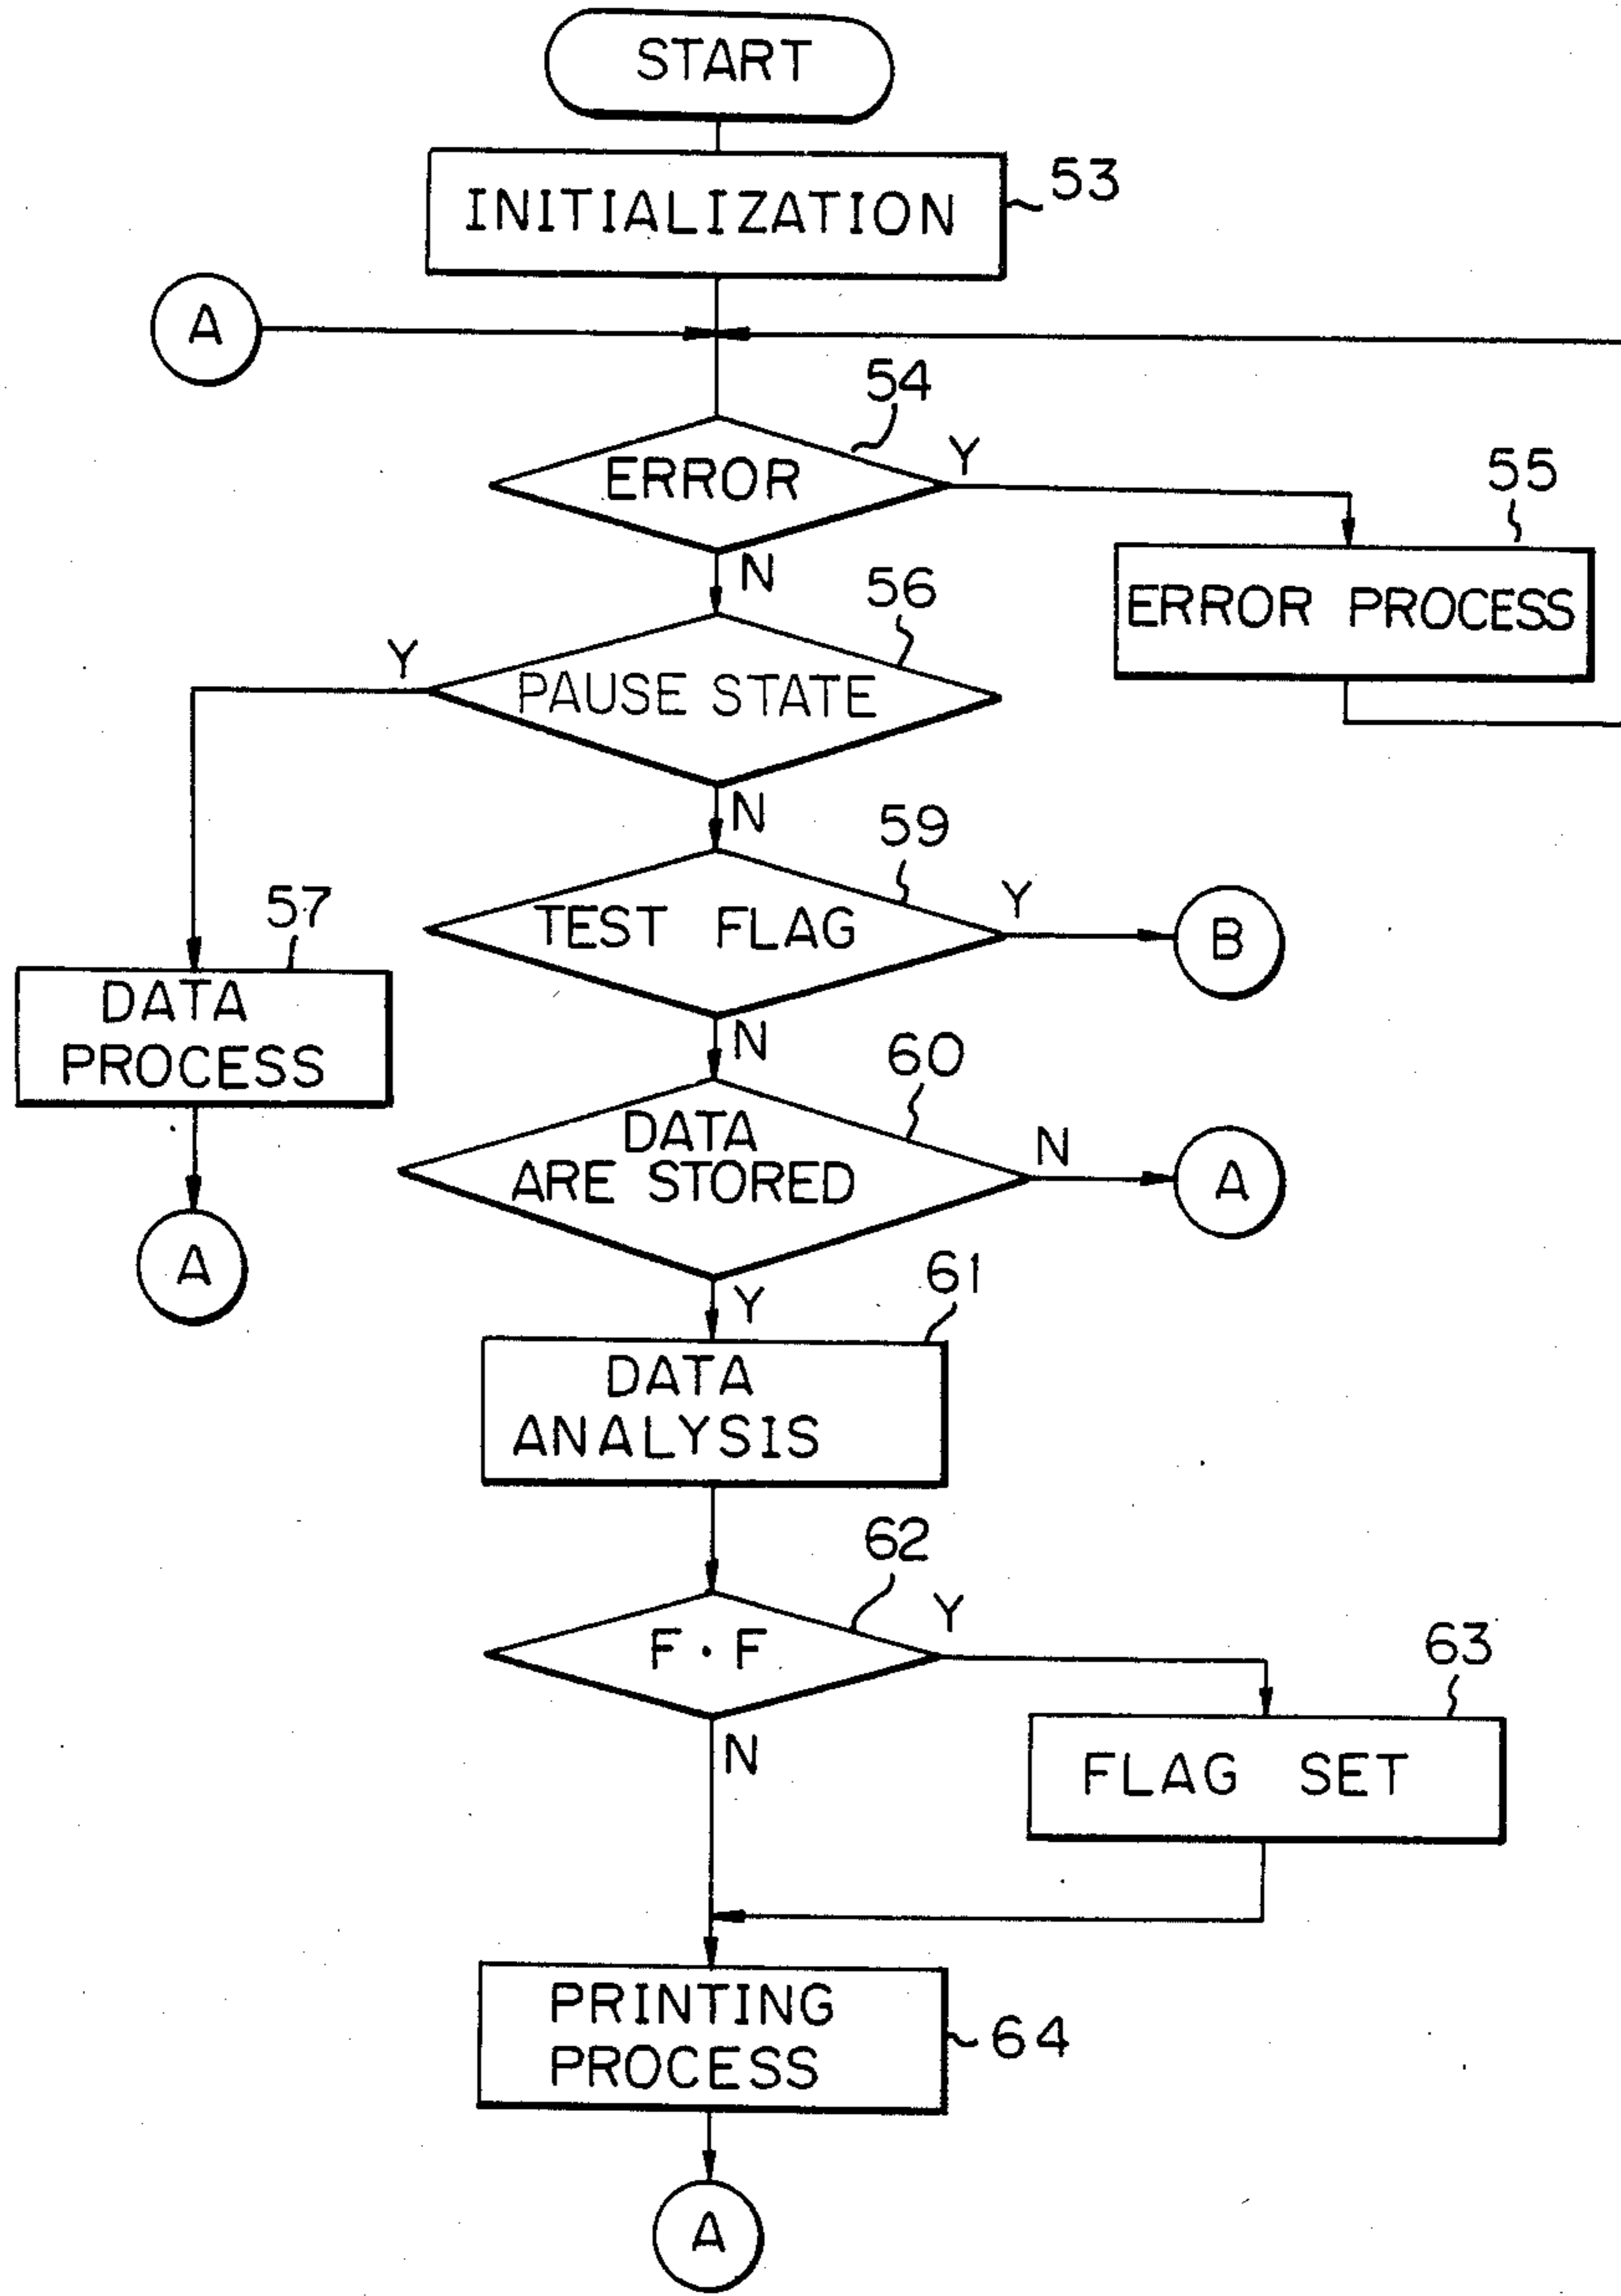 START
INITIALIZATION
53
A
54
ERROR
Y
N
55
ERROR PROCESS
56
PAUSE STATE
Y
N
57
DATA
PROCESS
A
59
TEST FLAG
Y
B
N
60
DATA
ARE STORED
N
A
Y
61
DATA
ANALYSIS
62
F·F
Y
N
63
FLAG SET
PRINTING
PROCESS
64
A